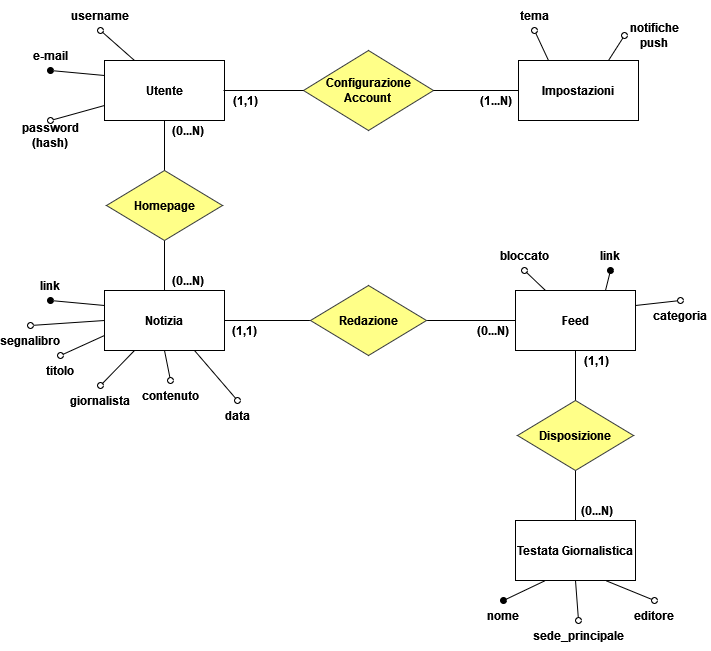 username
tema
notifiche
push
e-mail
Utente
Configurazione
Account
Impostazioni
(1,1)
(1...N)
password
(hash)
(0...N)
Homepage
(0...N)
link
bloccato
link
Notizia
Redazione
Feed
categoria
(1,1)
(0...N)
segnalibro
titolo
giornalista
contenuto
data
(1,1)
Disposizione
(0...N)
Testata Giornalistica
nome
editore
sede_principale